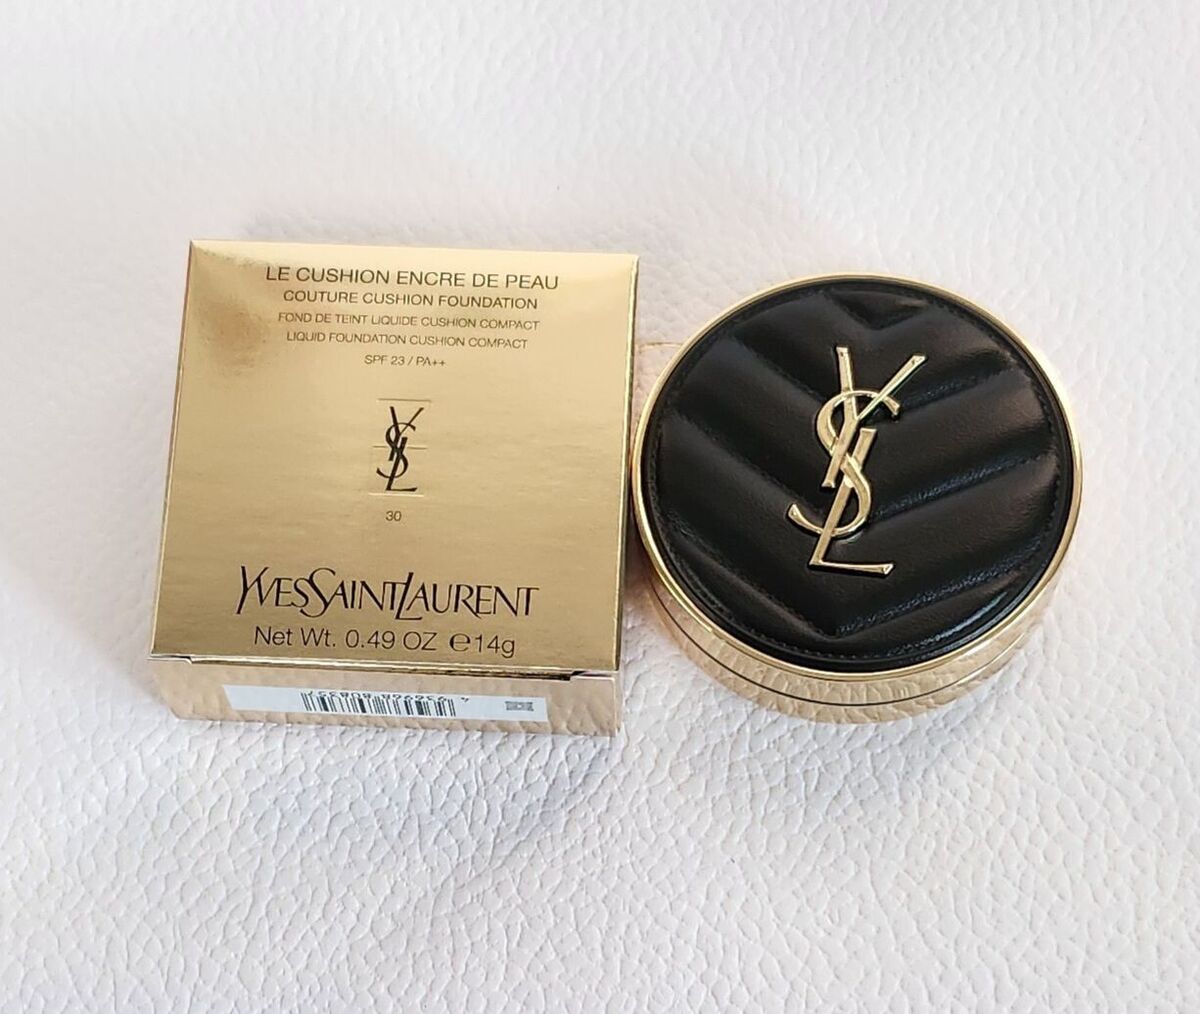 LE CUSHION ENCRE DE PEAU
COUTURE CUSHION FOUNDATION
FOND DE TEINT LIQUIDE CUSHION COMPACT
LIQUID FOUNDATION CUSHION COMPACT
SPF 23 / PA++
YSL
30
YVESSAINTLAURENT
Net Wt. 0.49 OZ ℮14g
YSL